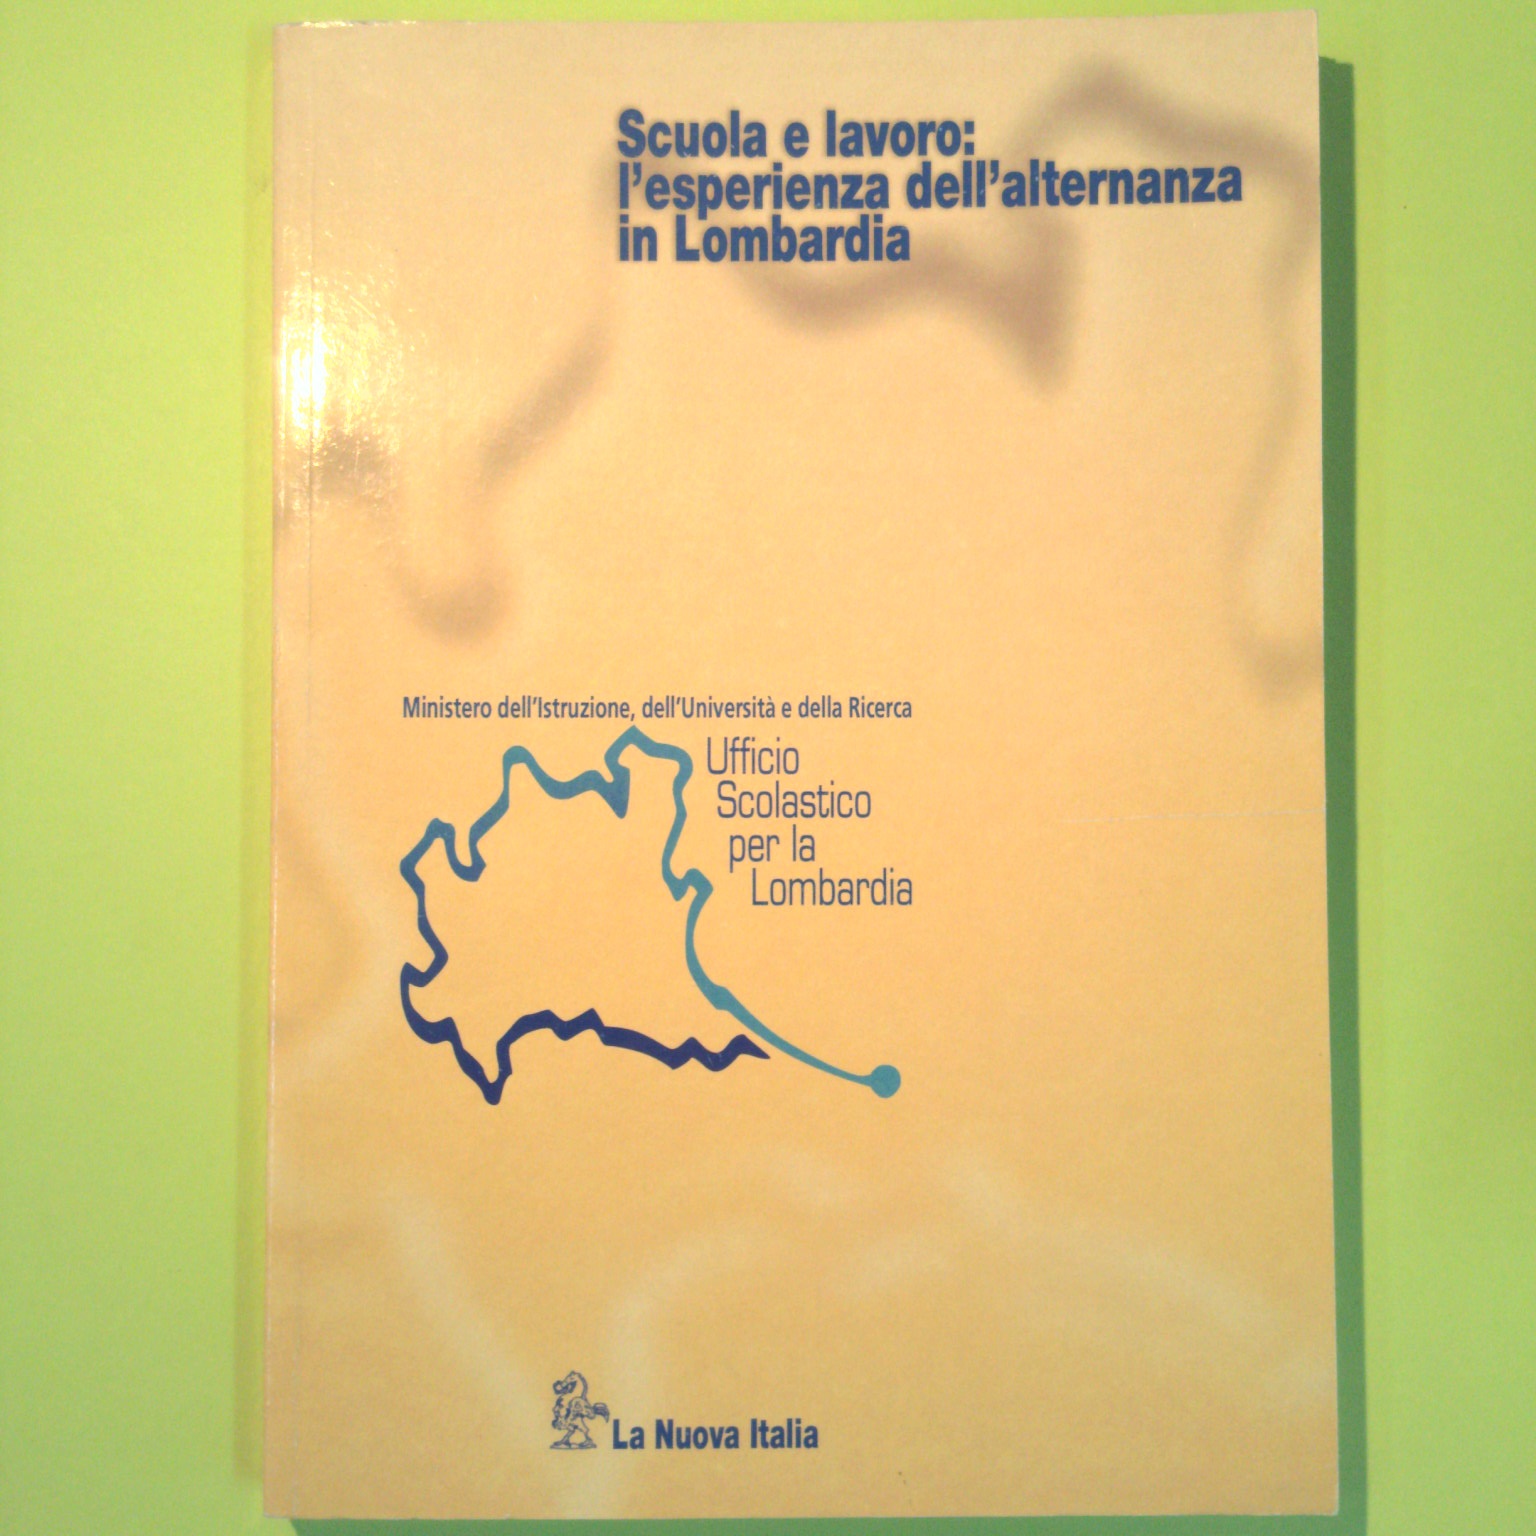 Scuola e lavoro:
l'esperienza dell'alternanza
in Lombardia
Ministero dell'Istruzione, dell'Università e della Ricerca
Ufficio
Scolastico
per la
Lombardia
La Nuova Italia